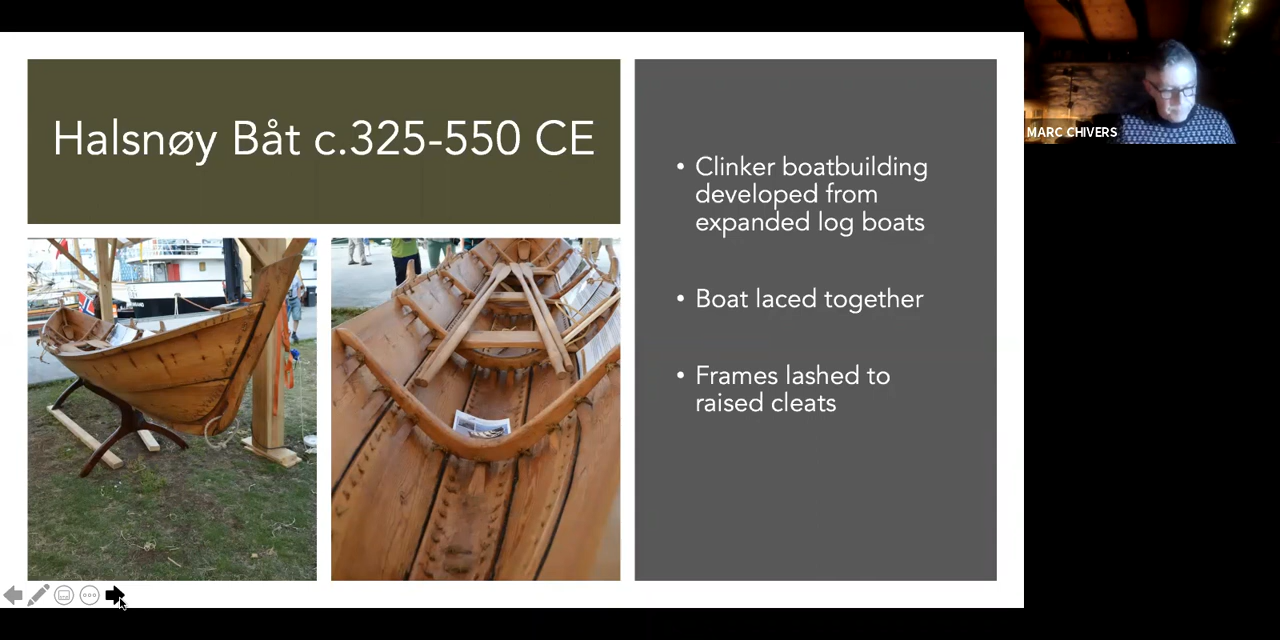 Halsnøy Båt c.325-550 CE
• Clinker boatbuilding
developed from
expanded log boats
• Boat laced together
• Frames lashed to
raised cleats
MARC CHIVERS